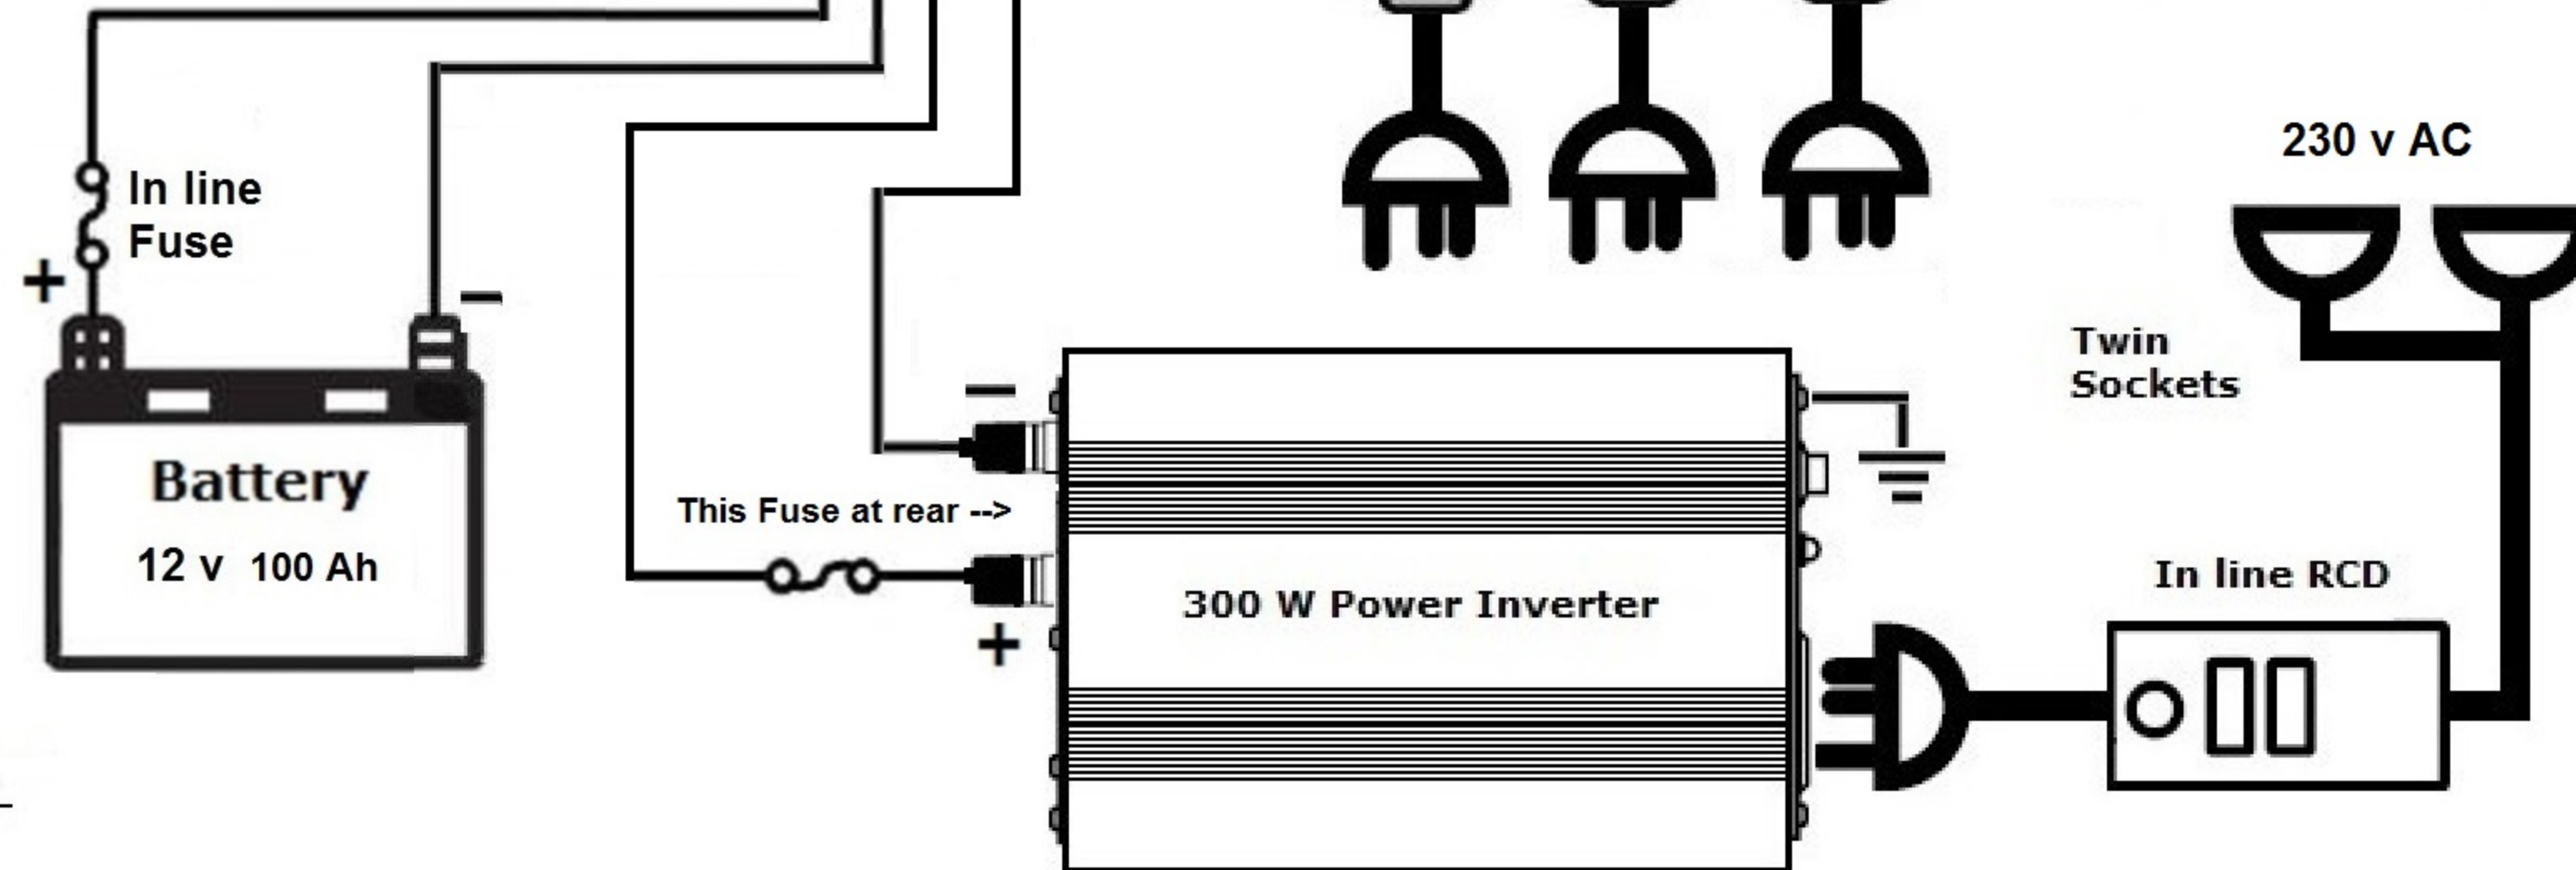 230 v AC
In line
Fuse
+
−
Twin
Sockets
−
Battery
This Fuse at rear -->
12 v 100 Ah
In line RCD
300 W Power Inverter
+